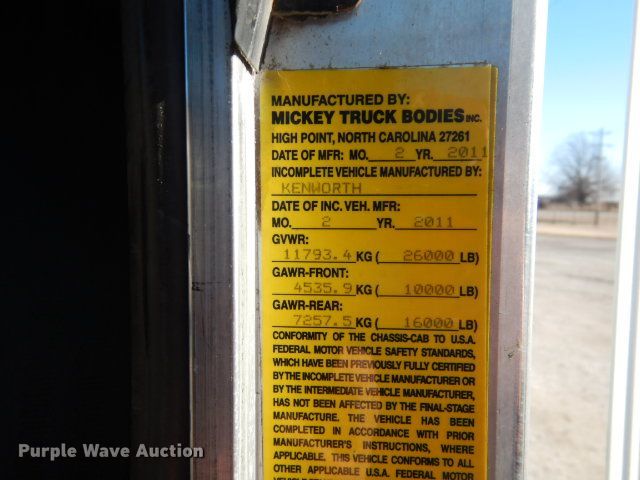 MANUFACTURED BY:
MICKEY TRUCK BODIES INC.
HIGH POINT, NORTH CAROLINA 27261
DATE OF MFR: MO. 2 YR. 2011
INCOMPLETE VEHICLE MANUFACTURED BY:
KENWORTH
DATE OF INC. VEH. MFR:
MO. 2 YR. 2011
GVWR:
11793.4 KG ( 26000 LB)
GAWR-FRONT:
4535.9 KG ( 10000 LB)
GAWR-REAR:
7257.5 KG ( 16000 LB)
CONFORMITY OF THE CHASSIS-CAB TO U.S.A.
FEDERAL MOTOR VEHICLE SAFETY STANDARDS,
WHICH HAVE BEEN PREVIOUSLY FULLY CERTIFIED
BY THE INCOMPLETE VEHICLE MANUFACTURER OR
BY THE INTERMEDIATE VEHICLE MANUFACTURER,
HAS NOT BEEN AFFECTED BY THE FINAL-STAGE
MANUFACTURE. THE VEHICLE HAS BEEN
COMPLETED IN ACCORDANCE WITH PRIOR
MANUFACTURER'S INSTRUCTIONS, WHERE
APPLICABLE. THIS VEHICLE CONFORMS TO ALL
OTHER APPLICABLE U.S.A. FEDERAL MOTOR
Purple Wave Auction